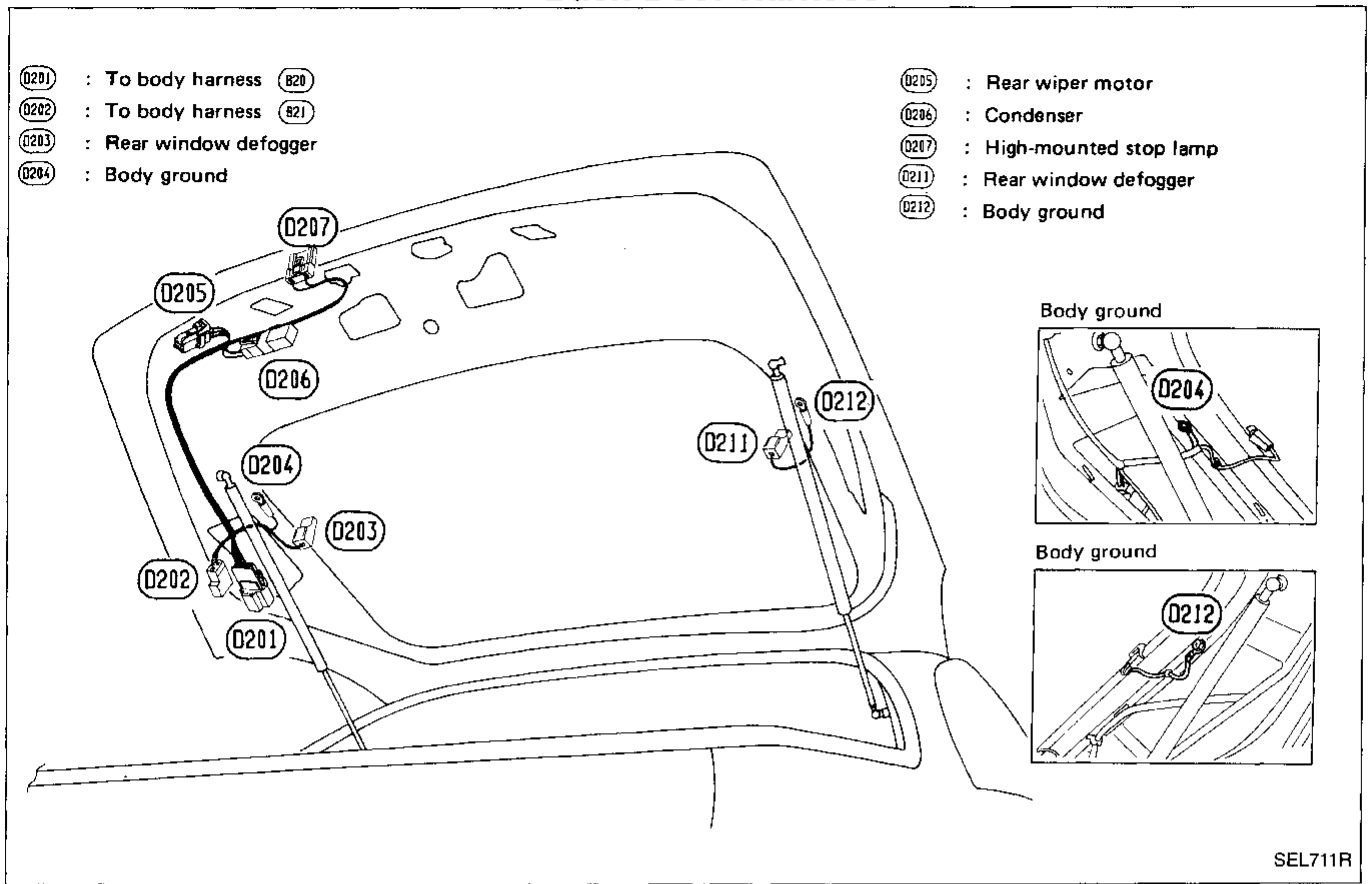 D201 : To body harness B20
D202 : To body harness B21
D203 : Rear window defogger
D204 : Body ground
D205 : Rear wiper motor
D206 : Condenser
D207 : High-mounted stop lamp
D211 : Rear window defogger
D212 : Body ground
D207
D205
D206
D204
D203
D202
D201
D212
D211
Body ground
D204
Body ground
D212
SEL711R